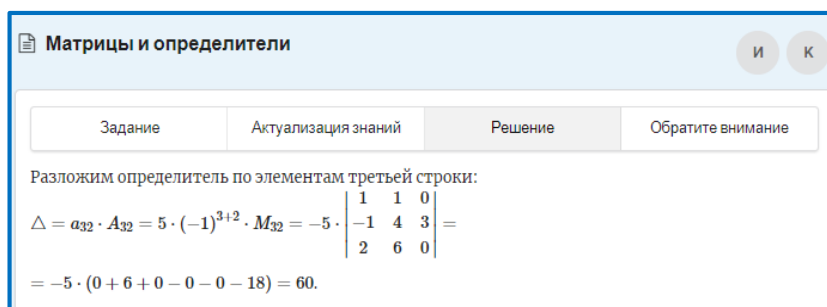 Матрицы и определители
И К
Задание Актуализация знаний Решение Обратите внимание
Разложим определитель по элементам третьей строки:
△ = a₃₂ · A₃₂ = 5 · (−1)³⁺² · M₃₂ = −5 · | 1 1 0 |
| −1 4 3 | =
| 2 6 0 |
= −5 · (0 + 6 + 0 − 0 − 0 − 18) = 60.